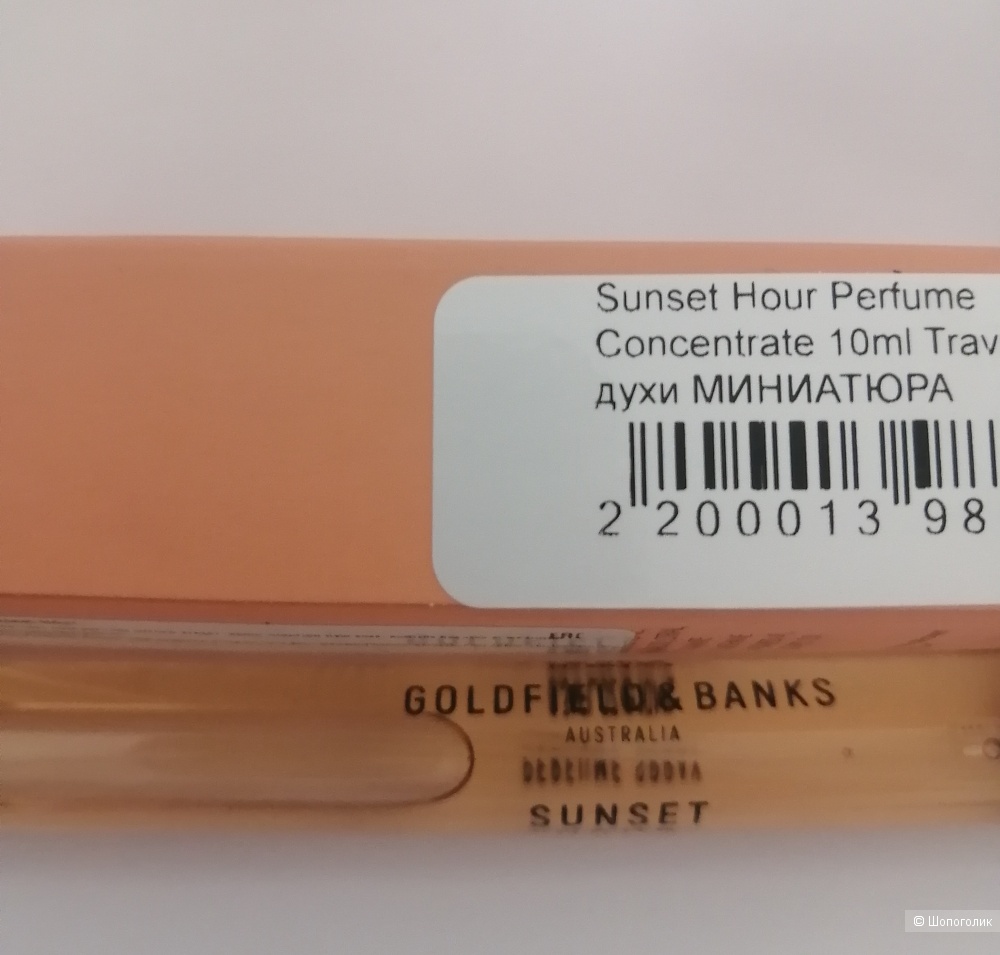 Sunset Hour Perfume
Concentrate 10ml Trav
духи МИНИАТЮРА
2 200013 98
GOLDFIELD & BANKS
AUSTRALIA
SUNSET
© Шопоголик